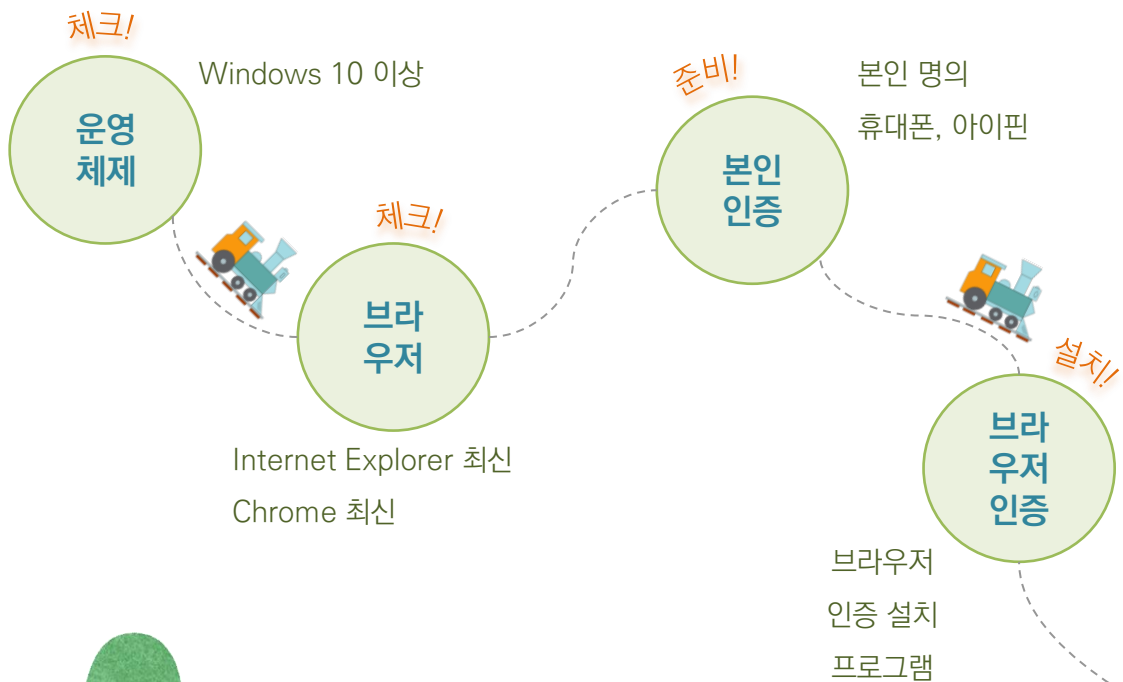 체크!
운영
체제
Windows 10 이상
체크!
브라
우저
Internet Explorer 최신
Chrome 최신
준비!
본인
인증
본인 명의
휴대폰, 아이핀
설치!
브라
우저
인증
브라우저
인증 설치
프로그램